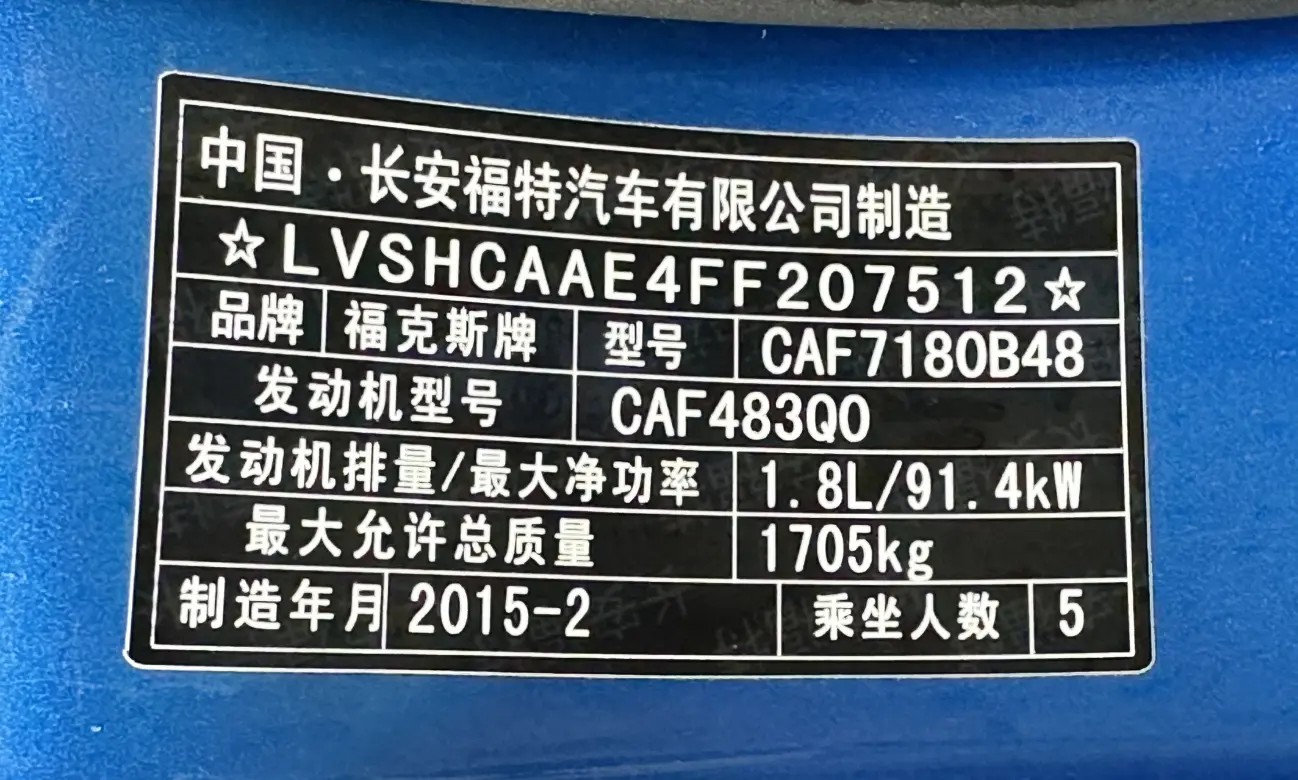 中国·长安福特汽车有限公司制造
☆LVSHCAAE4FF207512☆
品牌 福克斯牌 型号 CAF7180B48
发动机型号 CAF483Q0
发动机排量/最大净功率 1.8L/91.4kW
最大允许总质量 1705kg
制造年月 2015-2 乘坐人数 5